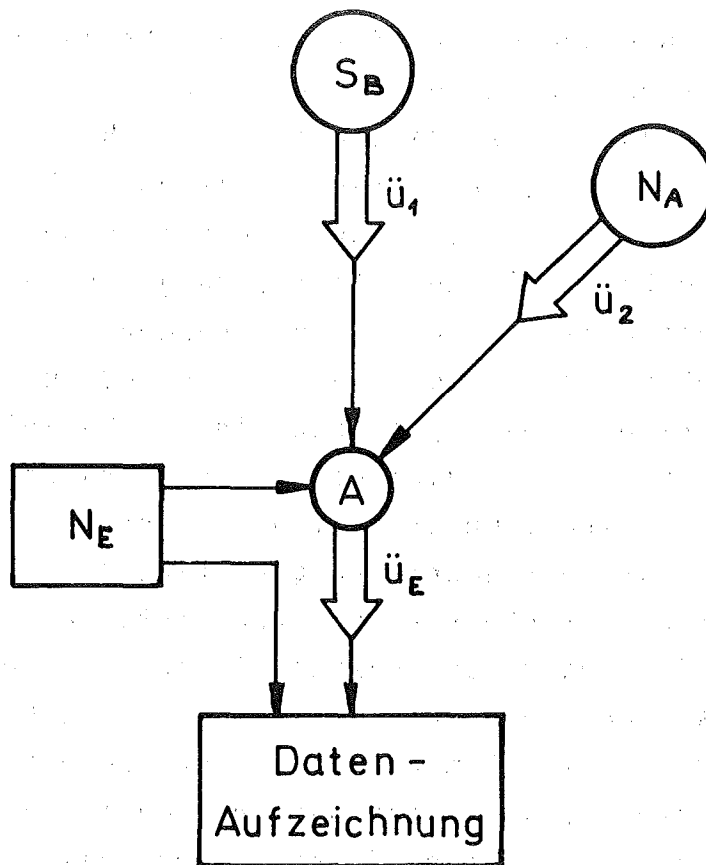 S_B
ü_1
N_A
ü_2
A
N_E
ü_E
Daten-
Aufzeichnung